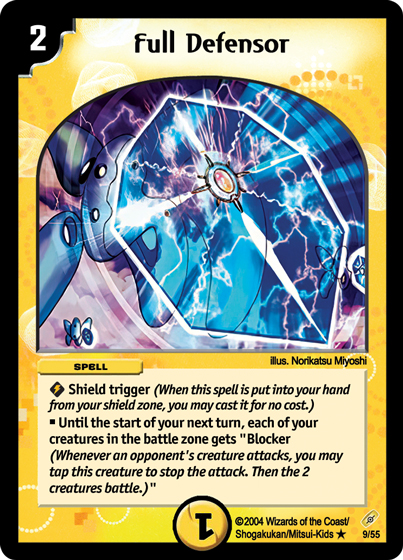 2
Full Defensor
illus. Norikatsu Miyoshi
SPELL
Shield trigger (When this spell is put into your hand
from your shield zone, you may cast it for no cost.)
▪ Until the start of your next turn, each of your
creatures in the battle zone gets "Blocker
(Whenever an opponent's creature attacks, you may
tap this creature to stop the attack. Then the 2
creatures battle.)"
1
©2004 Wizards of the Coast/
Shogakukan/Mitsui-Kids ★ 9/55